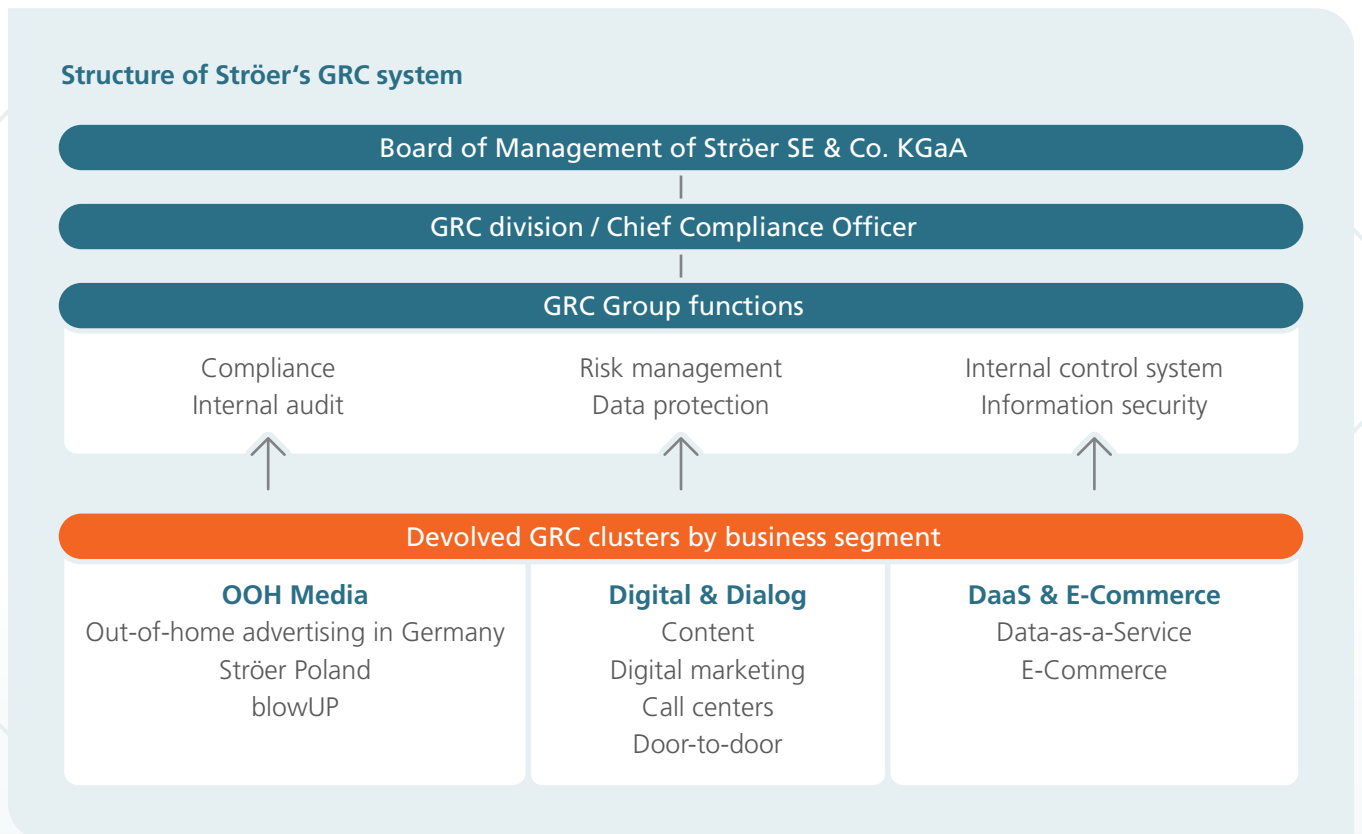 Structure of Ströer‘s GRC system
Board of Management of Ströer SE & Co. KGaA
GRC division / Chief Compliance Officer
GRC Group functions
Compliance
Internal audit
Risk management
Data protection
Internal control system
Information security
Devolved GRC clusters by business segment
OOH Media
Out-of-home advertising in Germany
Ströer Poland
blowUP
Digital & Dialog
Content
Digital marketing
Call centers
Door-to-door
DaaS & E-Commerce
Data-as-a-Service
E-Commerce